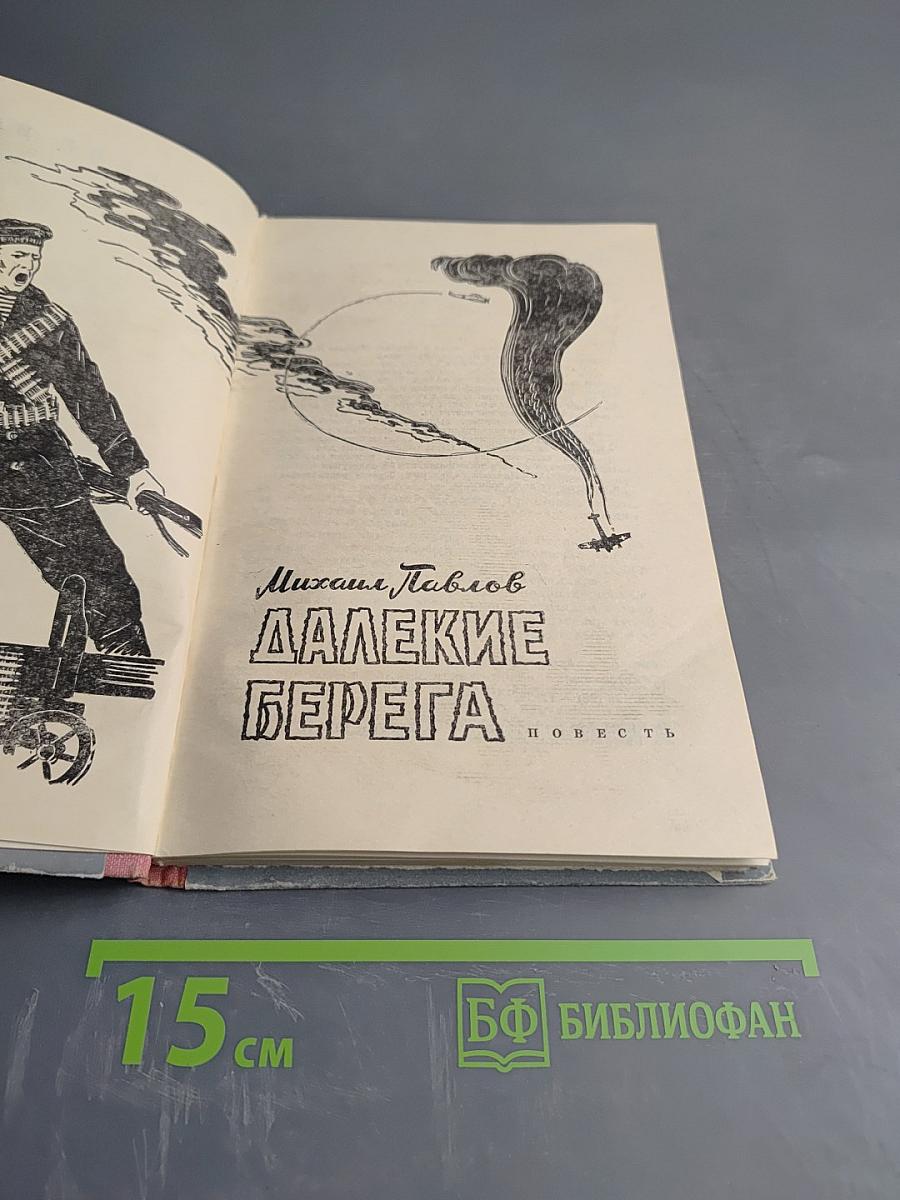 Михаил Павлов
ДАЛЕКИЕ
БЕРЕГА
ПОВЕСТЬ
15 см
БФ БИБЛИОФАН